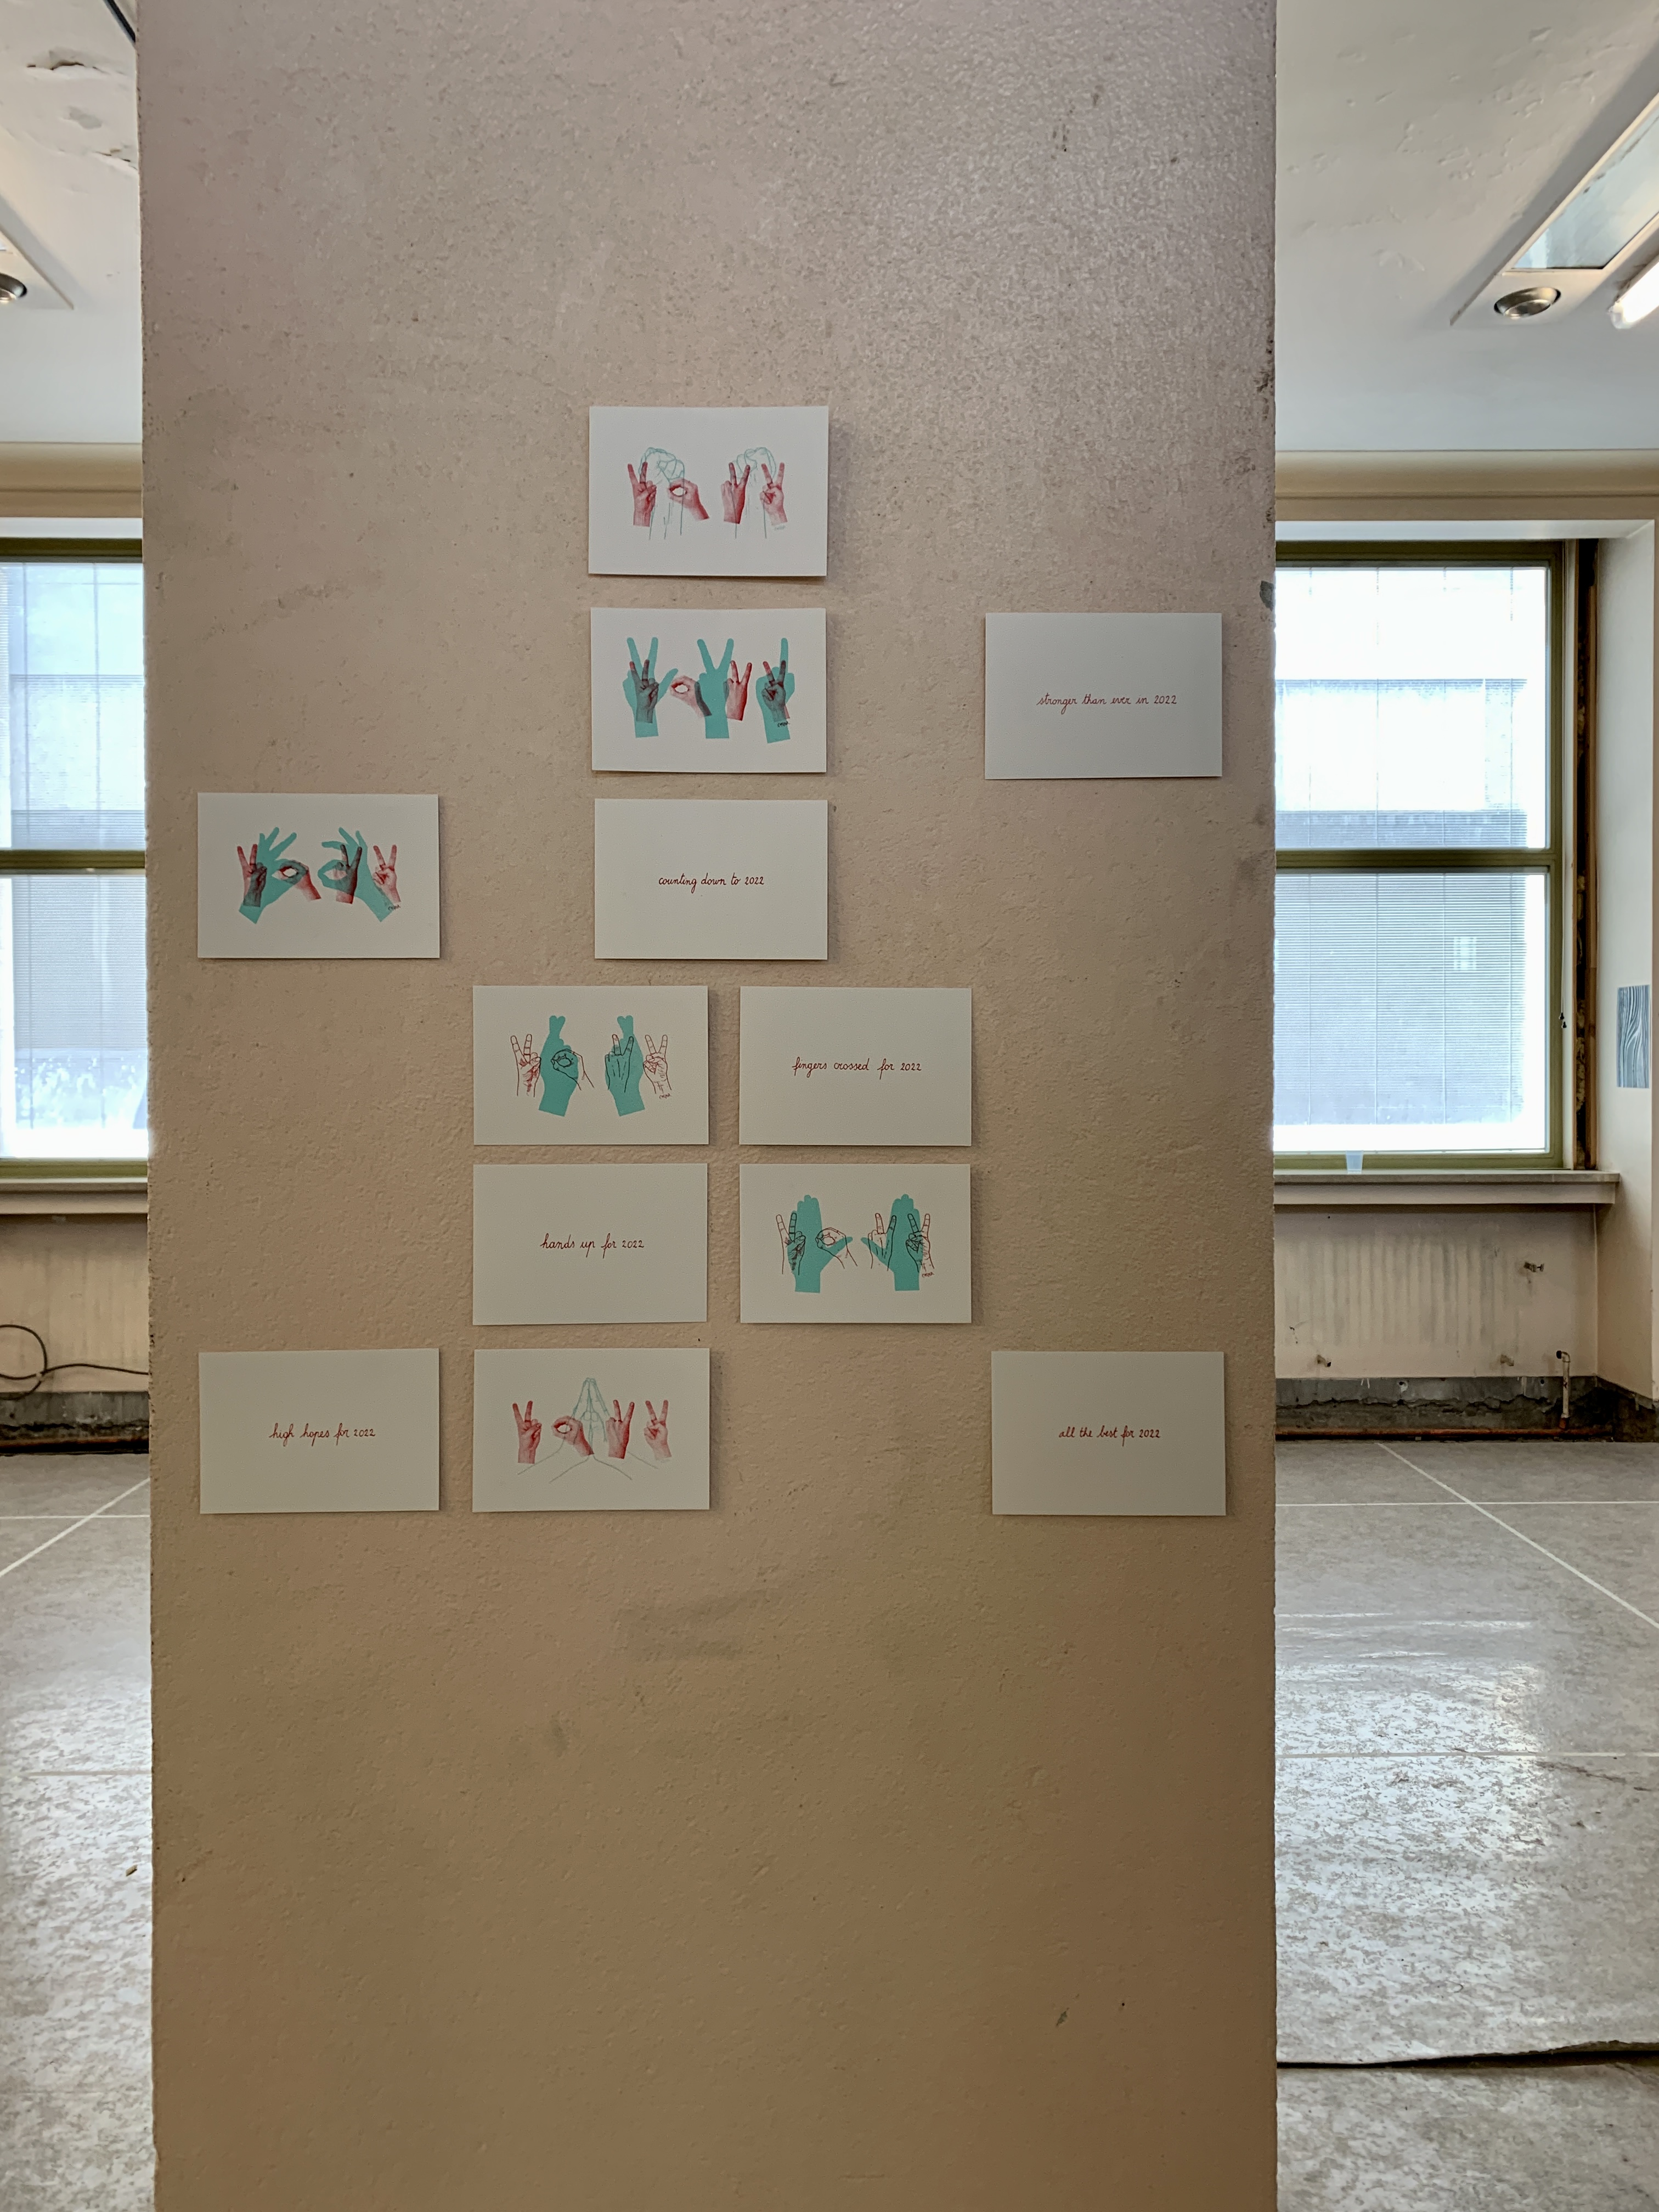 stronger than ever in 2022
counting down to 2022
fingers crossed for 2022
hands up for 2022
high hopes for 2022
all the best for 2022